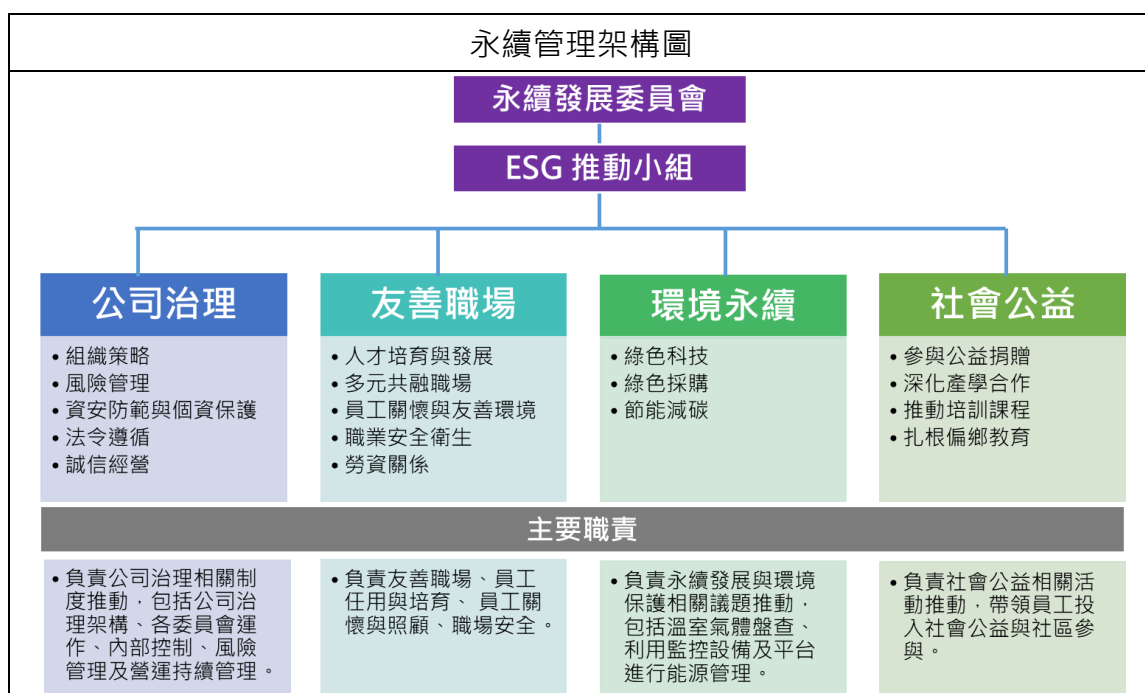 永續管理架構圖
永續發展委員會
ESG 推動小組
公司治理
• 組織策略
• 風險管理
• 資安防範與個資保護
• 法令遵循
• 誠信經營
友善職場
• 人才培育與發展
• 多元共融職場
• 員工關懷與友善環境
• 職業安全衛生
• 勞資關係
環境永續
• 綠色科技
• 綠色採購
• 節能減碳
社會公益
• 參與公益捐贈
• 深化產學合作
• 推動培訓課程
• 扎根偏鄉教育
主要職責
• 負責公司治理相關制
度推動，包括公司治
理架構、各委員會運
作、內部控制、風險
管理及營運持續管理。
• 負責友善職場、員工
任用與培育、 員工關
懷與照顧、職場安全。
• 負責永續發展與環境
保護相關議題推動，
包括溫室氣體盤查、
利用監控設備及平台
進行能源管理。
• 負責社會公益相關活
動推動，帶領員工投
入社會公益與社區參
與。